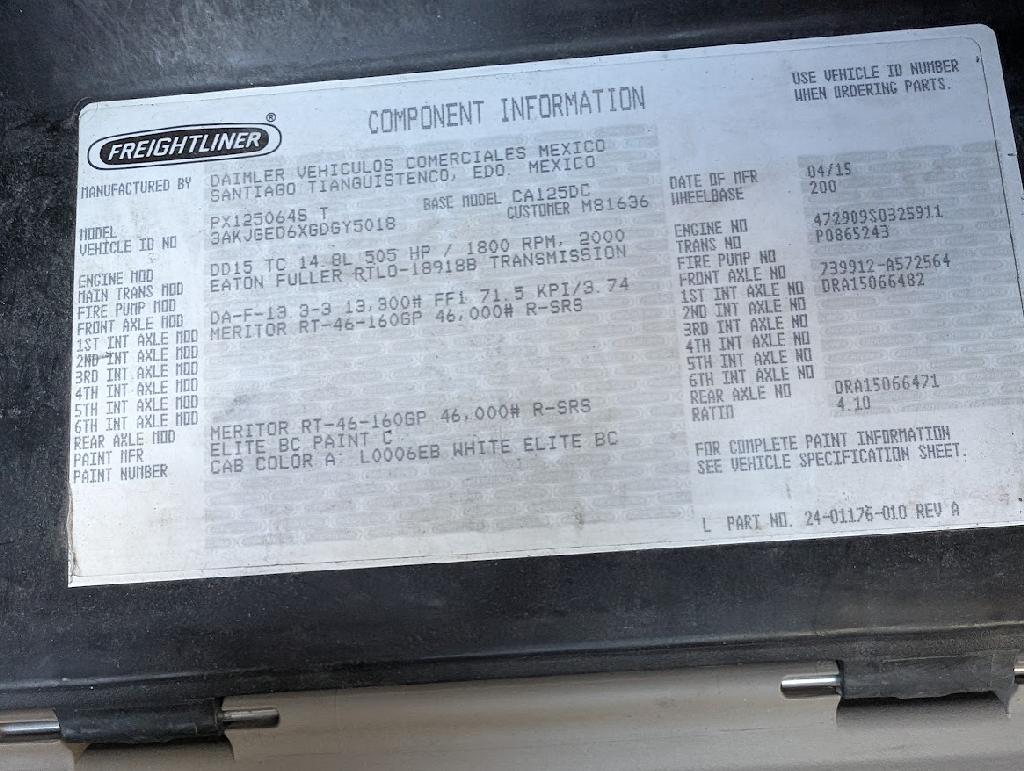 FREIGHTLINER®
COMPONENT INFORMATION
USE VEHICLE ID NUMBER
WHEN ORDERING PARTS.
MANUFACTURED BY DAIMLER VEHICULOS COMERCIALES MEXICO
SANTIAGO TIANGUISTENCO, EDO. MEXICO
DATE OF MFR 04/15
WHEELBASE 200
MODEL PX125064S T BASE MODEL CA125DC
VEHICLE ID NO 3AKJGED6XGDGY5018 CUSTOMER M81636
ENGINE NO 472909S0325911
TRANS NO P0865243
FIRE PUMP NO
FRONT AXLE NO 739912-A572564
1ST INT AXLE NO DRA15066482
2ND INT AXLE NO
3RD INT AXLE NO
4TH INT AXLE NO
5TH INT AXLE NO
6TH INT AXLE NO
REAR AXLE NO DRA15066471
RATIO 4.10
ENGINE MOD DD15 TC 14.8L 505 HP / 1800 RPM, 2000
MAIN TRANS MOD EATON FULLER RTLO-18918B TRANSMISSION
FIRE PUMP MOD
FRONT AXLE MOD DA-F-13.3-3 13,300# FF1 71.5 KPI/3.74
1ST INT AXLE MOD MERITOR RT-46-160GP 46,000# R-SRS
2ND INT AXLE MOD
3RD INT AXLE MOD
4TH INT AXLE MOD
5TH INT AXLE MOD
6TH INT AXLE MOD
REAR AXLE MOD MERITOR RT-46-160GP 46,000# R-SRS
PAINT MFR ELITE BC PAINT C
PAINT NUMBER CAB COLOR A: L0006EB WHITE ELITE BC
FOR COMPLETE PAINT INFORMATION
SEE VEHICLE SPECIFICATION SHEET.
L PART NO. 24-01176-010 REV A